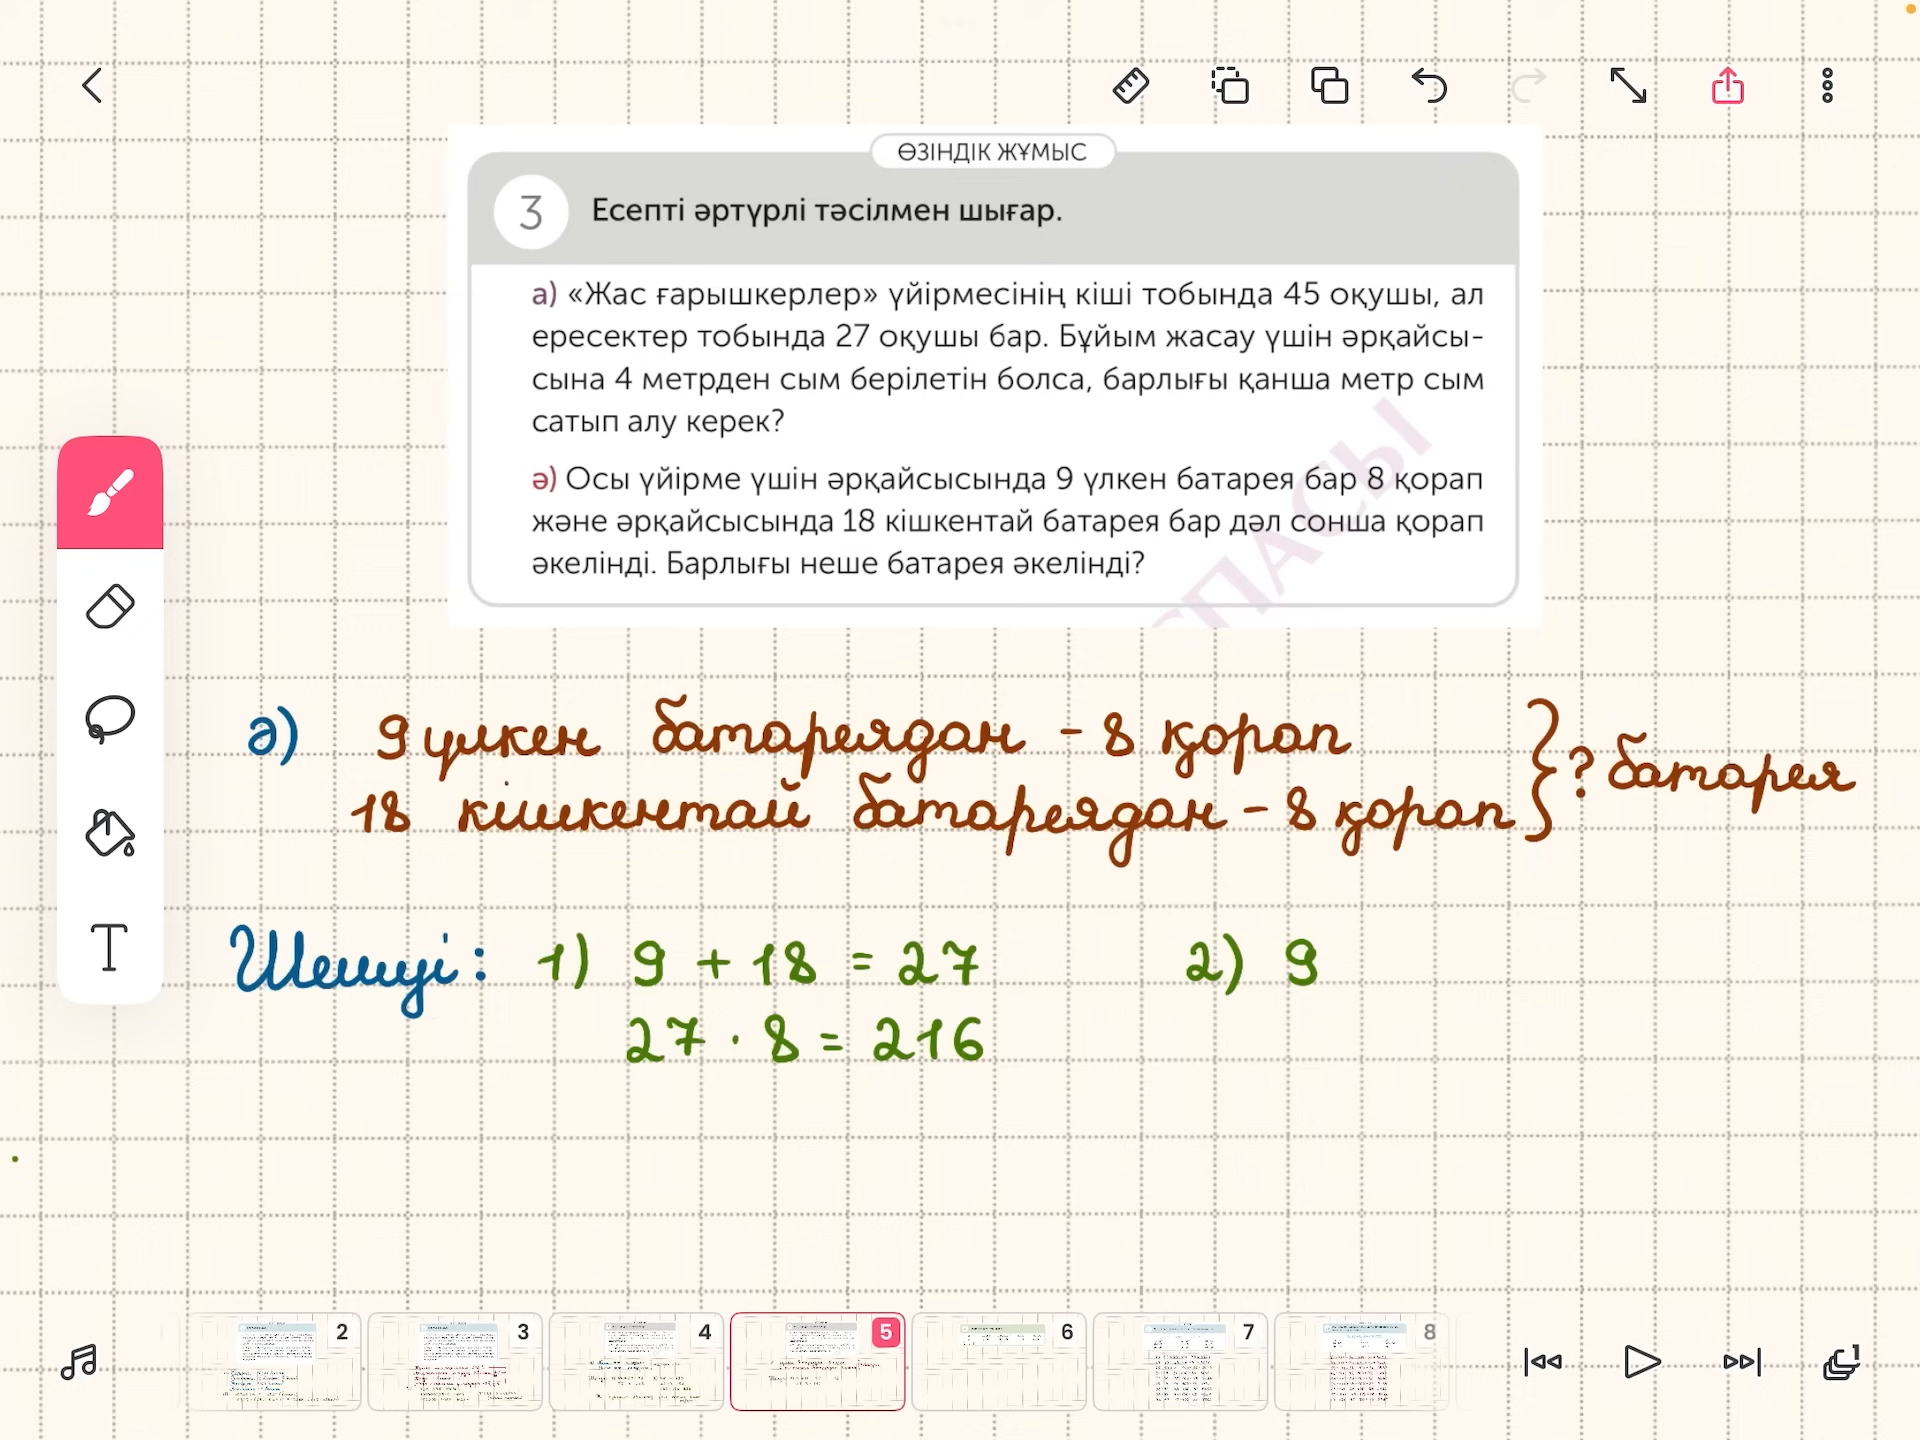 ӨЗІНДІК ЖҰМЫС
3 Есепті әртүрлі тәсілмен шығар.
а) «Жас ғарышкерлер» үйірмесінің кіші тобында 45 оқушы, ал
ересектер тобында 27 оқушы бар. Бұйым жасау үшін әрқайсы-
сына 4 метрден сым берілетін болса, барлығы қанша метр сым
сатып алу керек?
ә) Осы үйірме үшін әрқайсысында 9 үлкен батарея бар 8 қорап
және әрқайсысында 18 кішкентай батарея бар дәл сонша қорап
әкелінді. Барлығы неше батарея әкелінді?
СПАСЫ
ә) 9 үлкен батареядан - 8 қорап
18 кішкентай батареядан - 8 қорап } ? батарея
Шешуі: 1) 9 + 18 = 27 2) 9
27 · 8 = 216
T
2 3 4 5 6 7 8
1